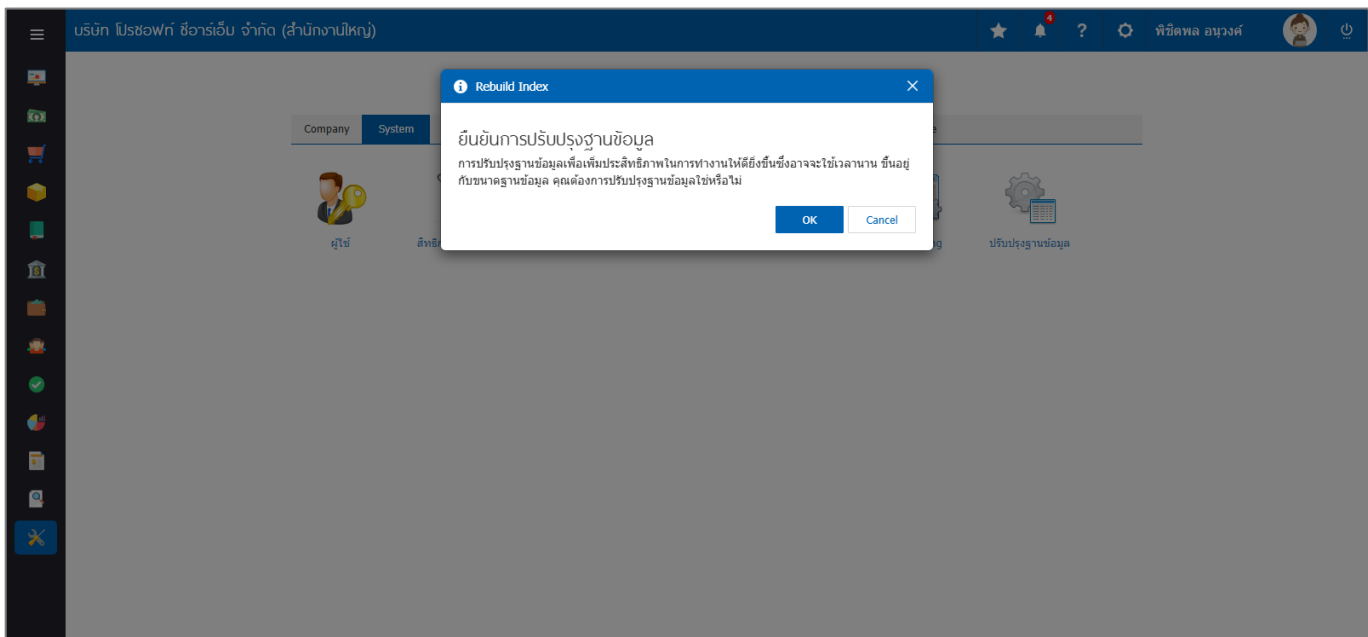 บริษัท โปรซอฟท์ ซีอาร์เอ็ม จำกัด (สำนักงานใหญ่)
4
?
พิชิตพล อนุวงค์
Rebuild Index
Company
System
ยืนยันการปรับปรุงฐานข้อมูล
การปรับปรุงฐานข้อมูลเพื่อเพิ่มประสิทธิภาพในการทำงานให้ดียิ่งขึ้นซึ่งอาจจะใช้เวลานาน ขึ้นอยู่
กับขนาดฐานข้อมูล คุณต้องการปรับปรุงฐานข้อมูลใช่หรือไม่
OK
Cancel
ผู้ใช้
ปรับปรุงฐานข้อมูล